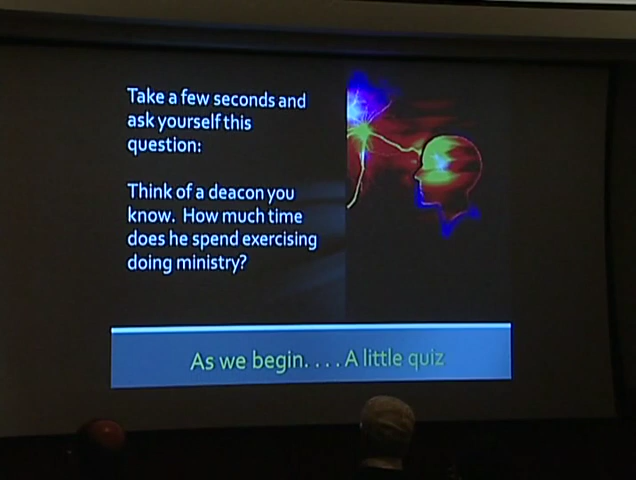 Take a few seconds and
ask yourself this
question:
Think of a deacon you
know. How much time
does he spend exercising
doing ministry?
As we begin. . . . A little quiz